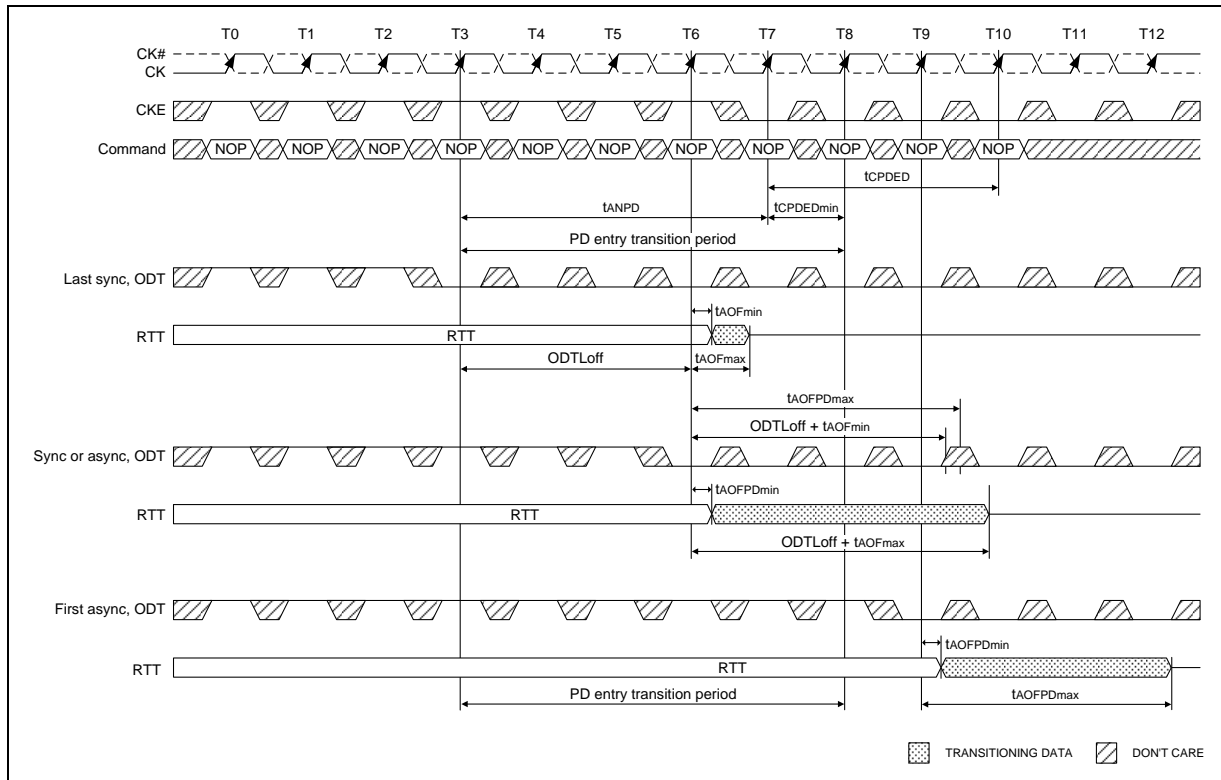 T0 T1 T2 T3 T4 T5 T6 T7 T8 T9 T10 T11 T12
CK#
CK
CKE
Command NOP NOP NOP NOP NOP NOP NOP NOP NOP NOP NOP
tCPDED
tANPD tCPDEDmin
PD entry transition period
Last sync, ODT
tAOFmin
RTT RTT
ODTLoff tAOFmax
tAOFPDmax
ODTLoff + tAOFmin
Sync or async, ODT
tAOFPDmin
RTT RTT
ODTLoff + tAOFmax
First async, ODT
tAOFPDmin
RTT RTT
PD entry transition period tAOFPDmax
TRANSITIONING DATA DON'T CARE